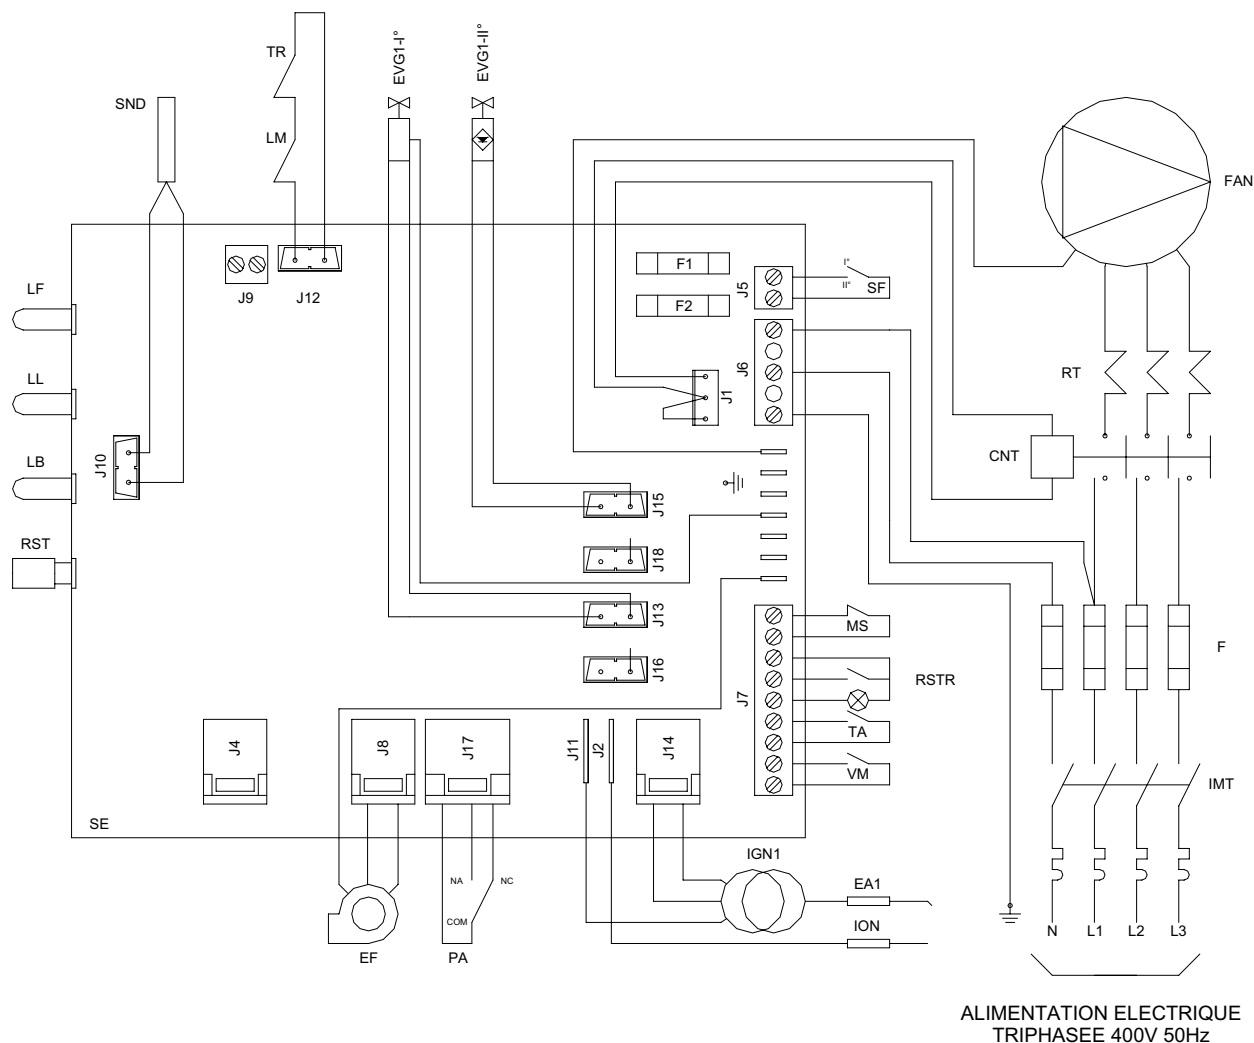 TR
EVG1-I°
EVG1-II°
SND
LM
FAN
F1
J5
I°
II°
SF
LF
J9
J12
F2
J6
RT
LL
J1
CNT
LB
J10
J15
RST
J18
J13
MS
F
J16
RSTR
J7
TA
J4
J8
J17
J11
J2
J14
VM
IMT
SE
IGN1
NA
NC
EA1
COM
ION
N
L1
L2
L3
EF
PA
ALIMENTATION ELECTRIQUE
TRIPHASEE 400V 50Hz